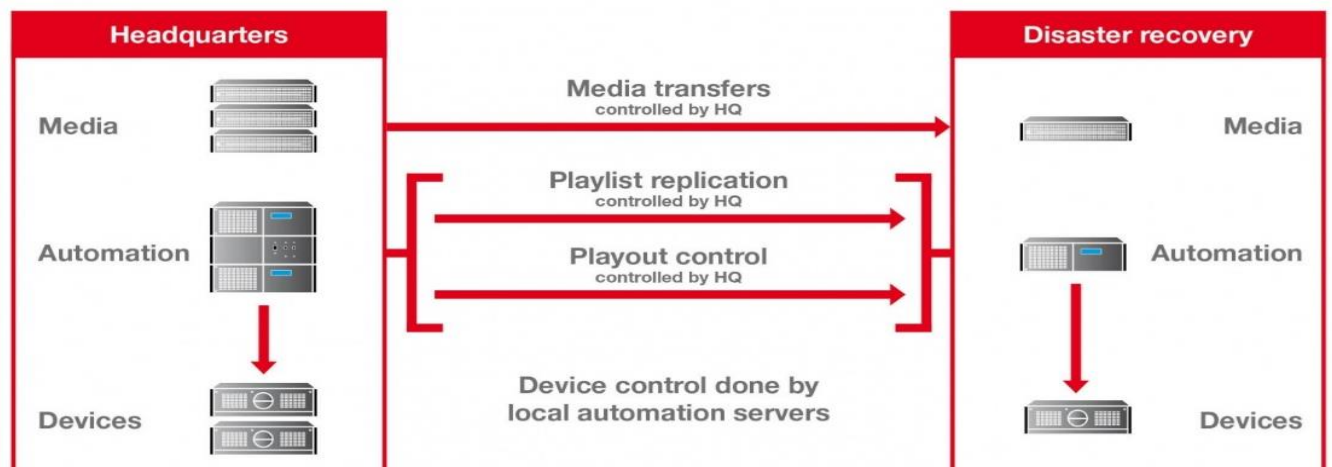 Headquarters
Media
Automation
Devices
Media transfers
controlled by HQ
Playlist replication
controlled by HQ
Playout control
controlled by HQ
Device control done by
local automation servers
Disaster recovery
Media
Automation
Devices